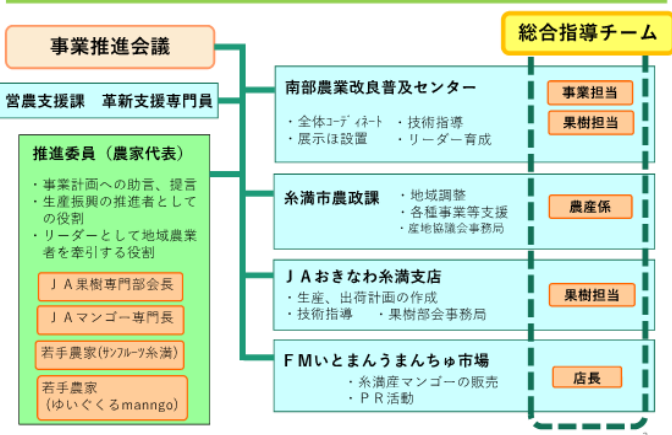 事業推進会議
総合指導チーム
営農支援課　革新支援専門員
推進委員（農家代表）
・事業計画への助言、提言
・生産振興の推進者として
の役割
・リーダーとして地域農業
者を牽引する役割
ＪＡ果樹専門部会長
ＪＡマンゴー専門長
若手農家(ｻﾝﾌﾙｰﾂ糸満)
若手農家
(ゆいぐくるmanngo)
南部農業改良普及センター
・全体ｺｰﾃﾞｨﾈｰﾄ　・技術指導
・展示ほ設置　・リーダー育成
事業担当
果樹担当
糸満市農政課
・地域調整
・各種事業等支援
・産地協議会事務局
農産係
ＪＡおきなわ糸満支店
・生産、出荷計画の作成
・技術指導　・果樹部会事務局
果樹担当
ＦＭいとまんうまんちゅ市場
・糸満産マンゴーの販売
・ＰＲ活動
店長